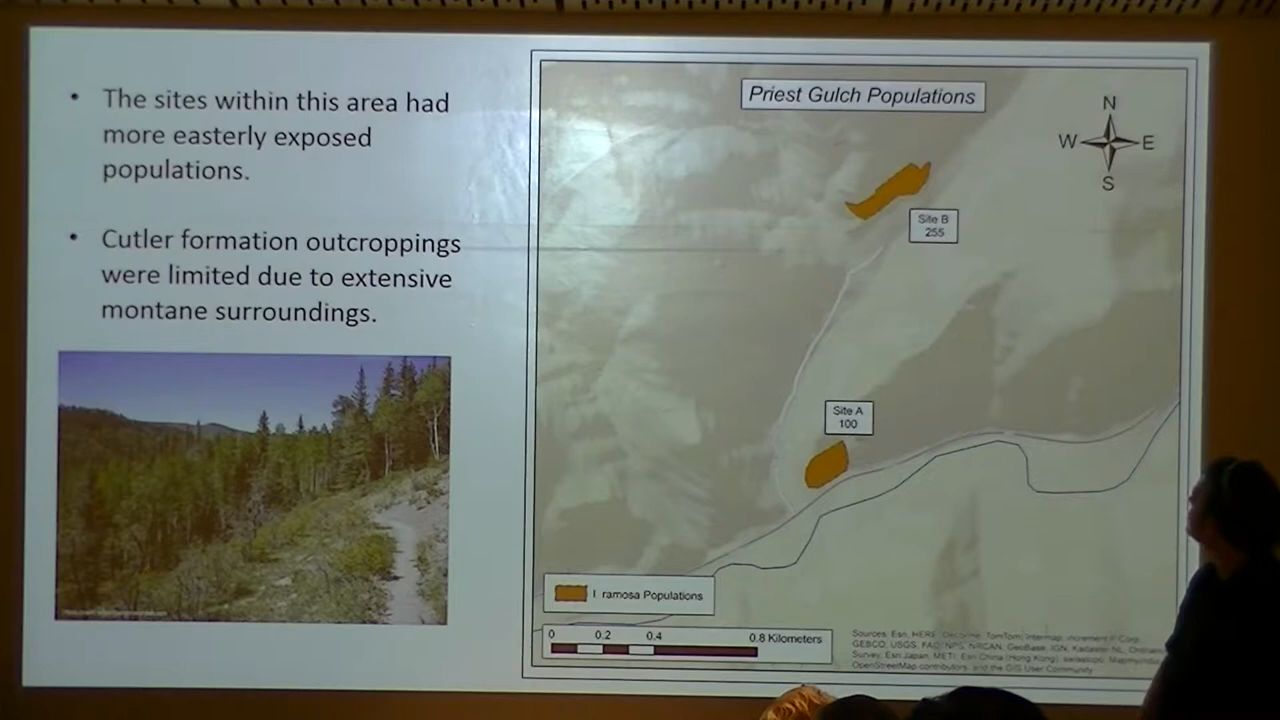 • The sites within this area had
more easterly exposed
populations.
• Cutler formation outcroppings
were limited due to extensive
montane surroundings.
Priest Gulch Populations
N
W E
S
Site B
255
Site A
100
I ramosa Populations
0 0.2 0.4 0.8 Kilometers
Sources: Esri, HERE, TomTom, Intermap, increment P Corp.,
GEBCO, USGS, FAO, NPS, NRCAN, GeoBase, IGN, Kadaster NL,
Survey, Esri Japan, METI, Esri China (Hong Kong), swisstopo,
OpenStreetMap contributors, and the GIS User Community